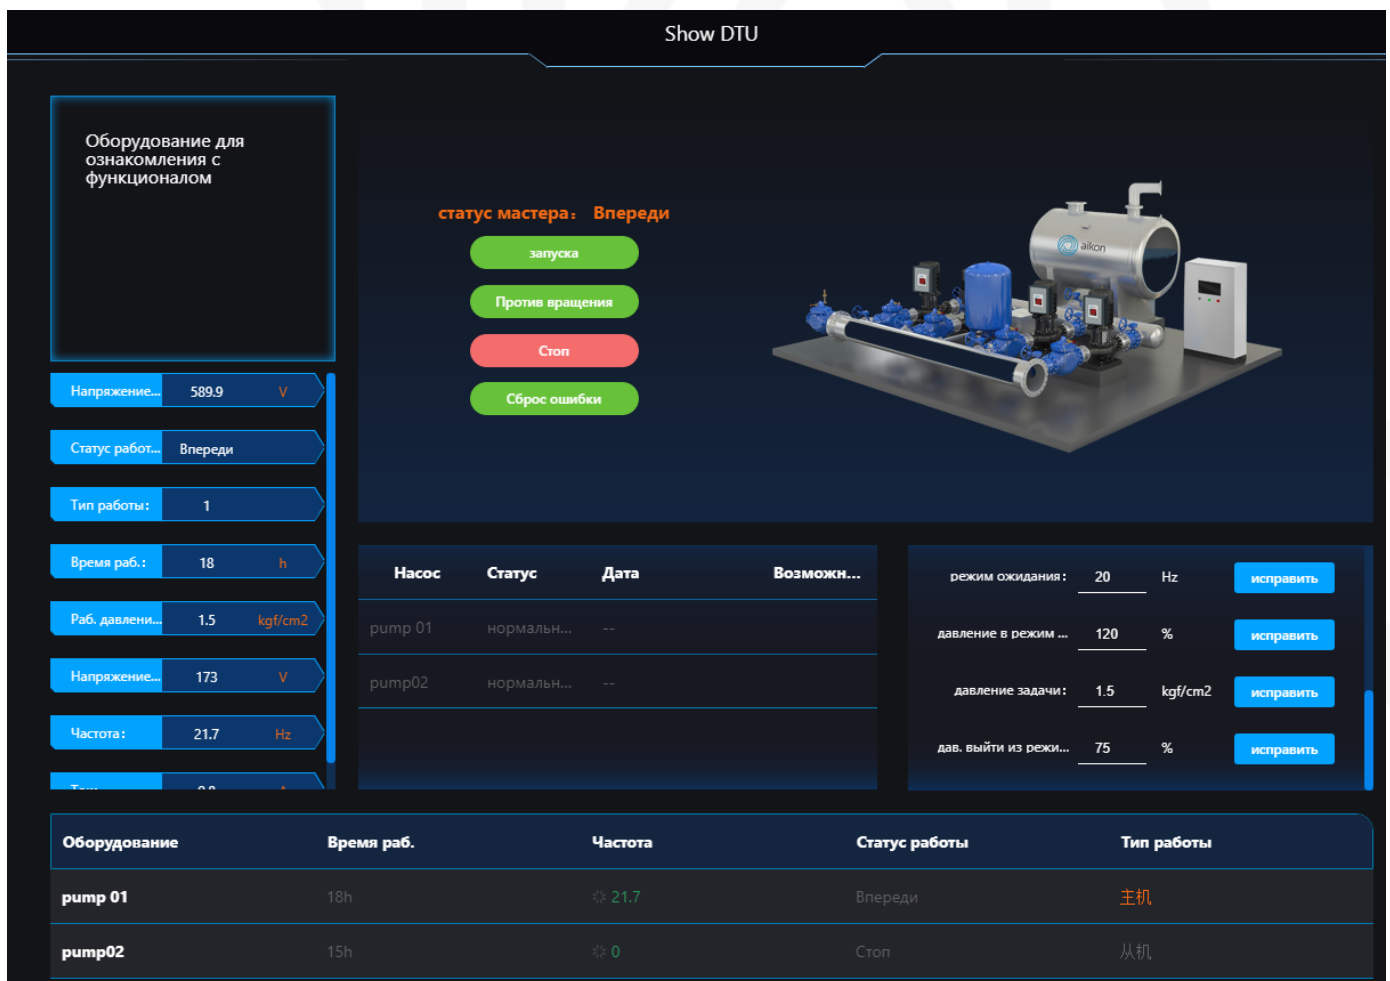 Show DTU
Оборудование для
ознакомления с
функционалом
статус мастера： Впереди
запуска
Против вращения
Стоп
Сброс ошибки
aikon
Напряжение... 589.9 V
Статус работ... Впереди
Тип работы： 1
Время раб.： 18 h
Раб. давлени... 1.5 kgf/cm2
Напряжение... 173 V
Частота： 21.7 Hz
Насос Статус Дата Возможн...
pump 01 нормальн... --
pump02 нормальн... --
режим ожидания： 20 Hz исправить
давление в режим ... 120 % исправить
давление задачи： 1.5 kgf/cm2 исправить
дав. выйти из режи... 75 % исправить
Оборудование Время раб. Частота Статус работы Тип работы
pump 01 18h 21.7 Впереди 主机
pump02 15h 0 Стоп 从机